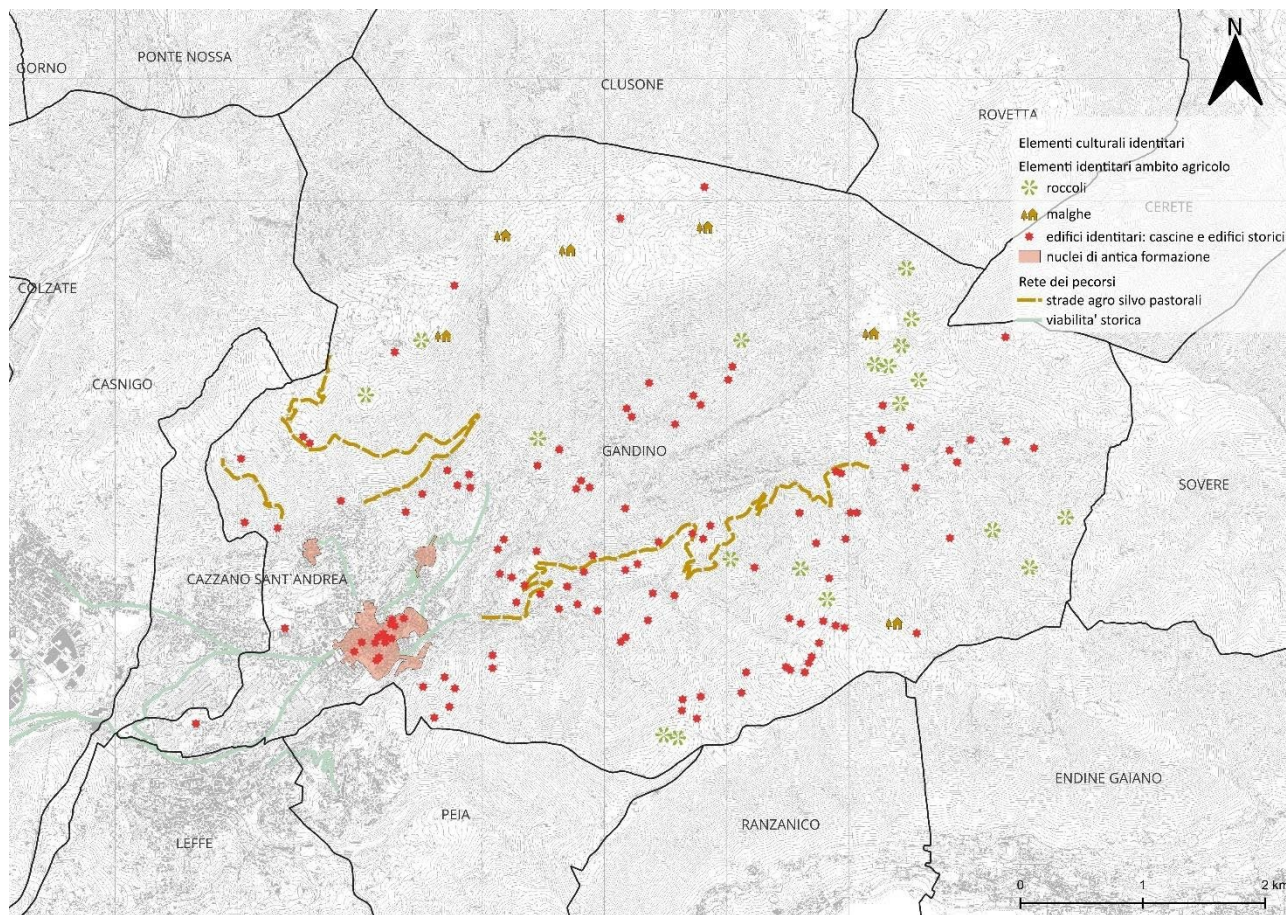 N
GORNO
PONTE NOSSA
CLUSONE
ROVETTA
Elementi culturali identitari
Elementi identitari ambito agricolo
roccoli
malghe
CERETE
edifici identitari: cascine e edifici storici
nuclei di antica formazione
Rete dei pecorsi
strade agro silvo pastorali
viabilita' storica
COLZATE
CASNIGO
GANDINO
SOVERE
CAZZANO SANT'ANDREA
ENDINE GAIANO
PEIA
RANZANICO
LEFFE
0 1 2 km